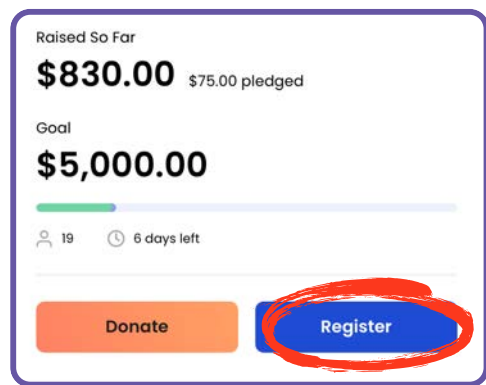 Raised So Far
$830.00 $75.00 pledged
Goal
$5,000.00
19 6 days left
Donate Register